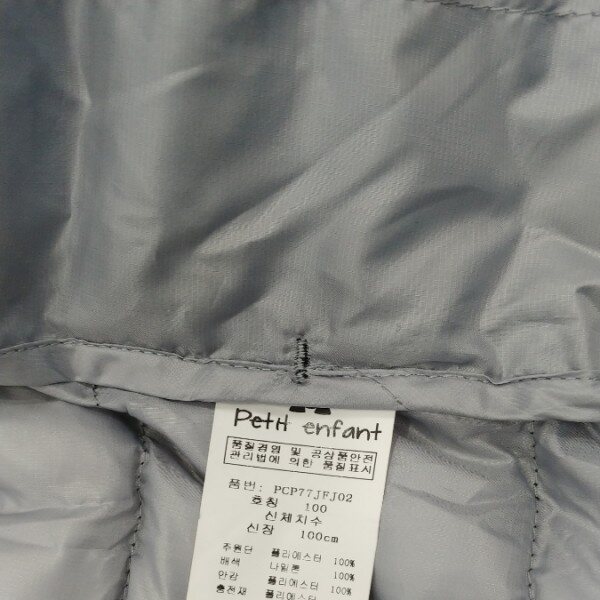 Petit enfant
품질경영 및 공산품안전
관리법에 의한 품질표시
품번: PCP77JFJ02
호칭 100
신체치수
신장 100cm
주원단 폴리에스터 100%
배색 나일론 100%
안감 폴리에스터 100%
충전재 폴리에스터 100%